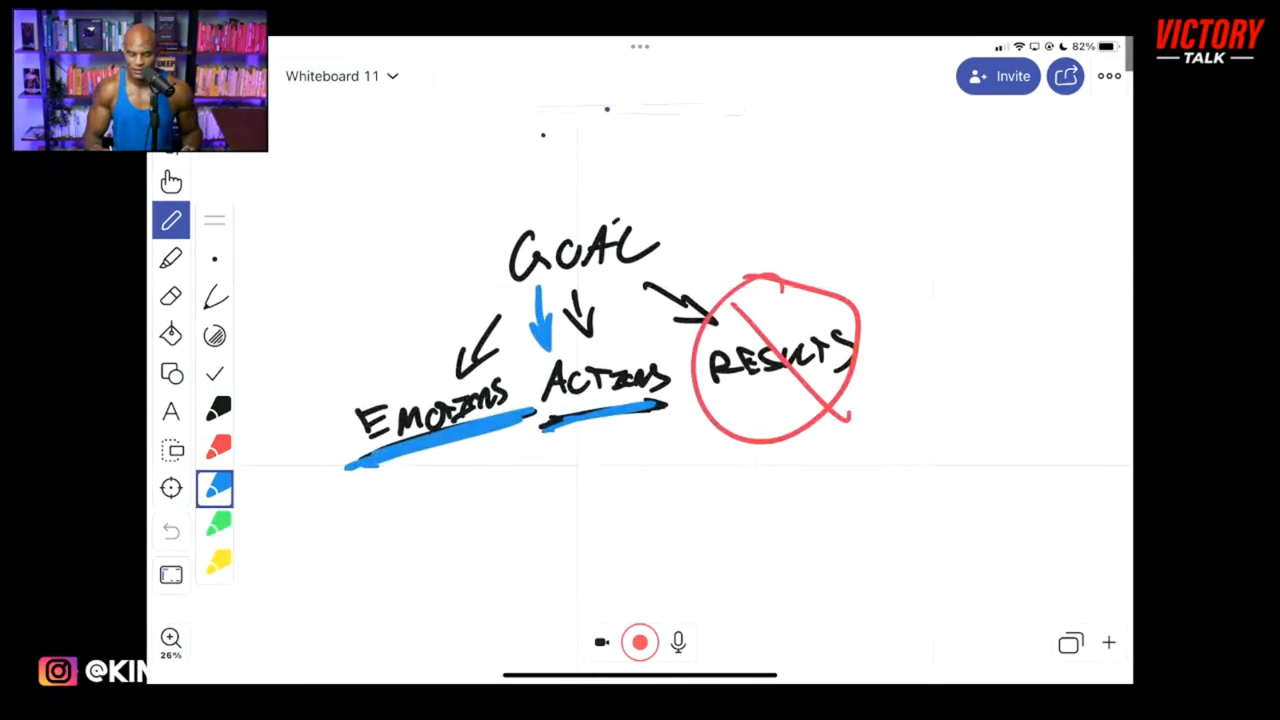 VICTORY
TALK
82%
Whiteboard 11
Invite
GOAL
EMOTIONS
ACTIONS
RESULTS
A
26%
@KIN